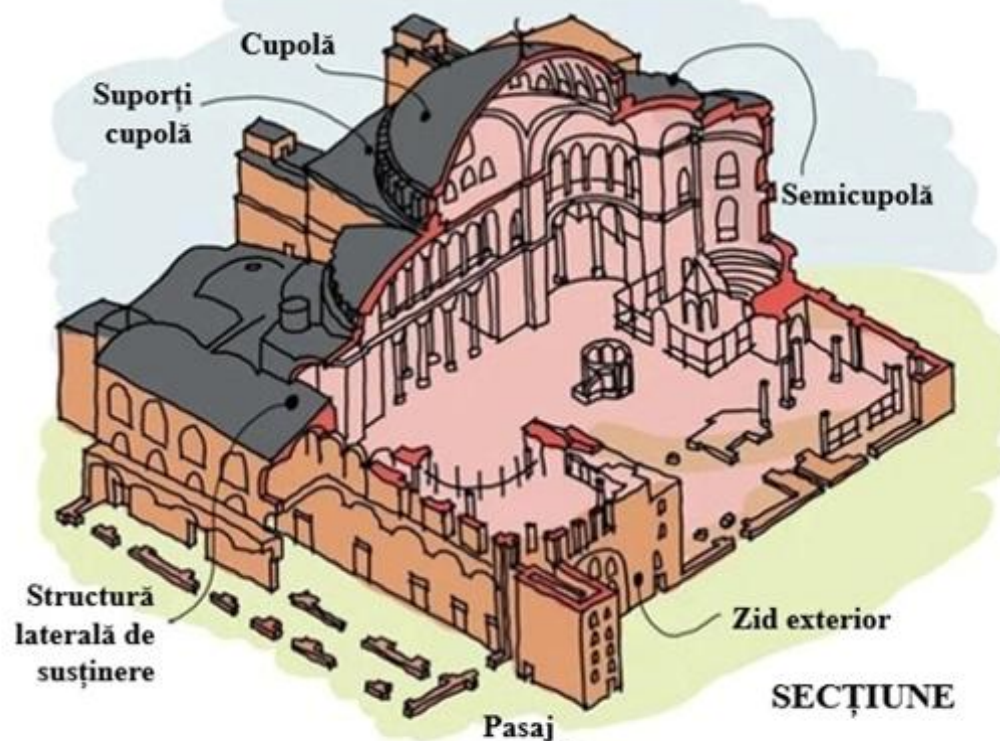 Cupolă
Suporți
cupolă
Semicupolă
Structură
laterală de
susținere
Zid exterior
SECȚIUNE
Pasaj